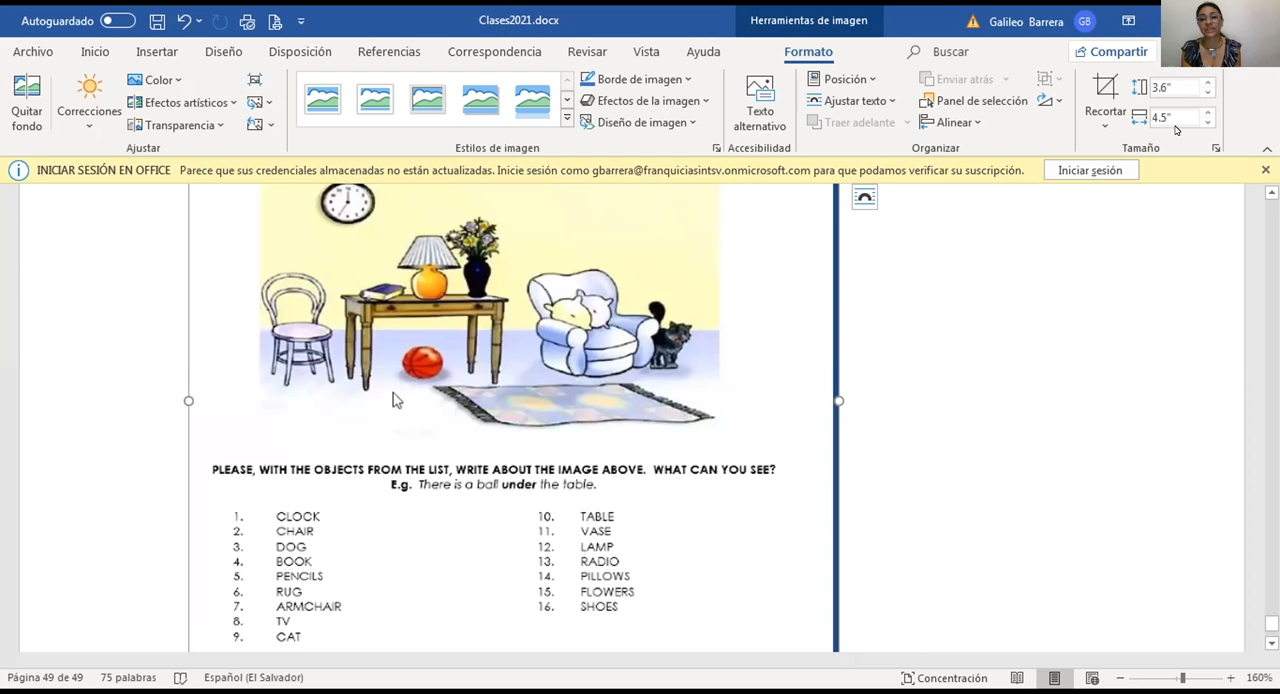 Autoguardado
Clases2021.docx
Herramientas de imagen
Galileo Barrera
GB
Archivo
Inicio
Insertar
Diseño
Disposición
Referencias
Correspondencia
Revisar
Vista
Ayuda
Formato
Buscar
Compartir
Quitar fondo
Correcciones
Color
Efectos artísticos
Transparencia
Ajustar
Estilos de imagen
Borde de imagen
Efectos de la imagen
Diseño de imagen
Texto alternativo
Accesibilidad
Posición
Ajustar texto
Traer adelante
Enviar atrás
Panel de selección
Alinear
Organizar
Recortar
3.6"
4.5"
Tamaño
INICIAR SESIÓN EN OFFICE Parece que sus credenciales almacenadas no están actualizadas. Inicie sesión como gbarrera@franquiciasintsv.onmicrosoft.com para que podamos verificar su suscripción. Iniciar sesión
PLEASE, WITH THE OBJECTS FROM THE LIST, WRITE ABOUT THE IMAGE ABOVE. WHAT CAN YOU SEE?
E.g. There is a ball under the table.
1. CLOCK
2. CHAIR
3. DOG
4. BOOK
5. PENCILS
6. RUG
7. ARMCHAIR
8. TV
9. CAT
10. TABLE
11. VASE
12. LAMP
13. RADIO
14. PILLOWS
15. FLOWERS
16. SHOES
Página 49 de 49
75 palabras
Español (El Salvador)
Concentración
160%